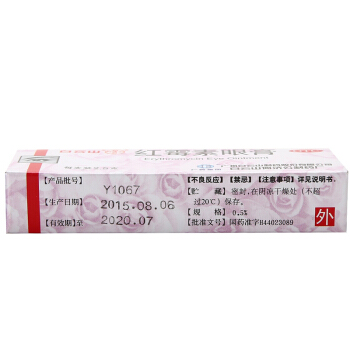 红霉素眼膏
Erythromycin Eye Ointment
【产品批号】
Y1067
【生产日期】
2015.08.06
【有效期】至
2020.07
【不良反应】【禁忌】【注意事项】详见说明书。
【贮　藏】密封,在阴凉干燥处(不超
过20℃)保存。
【规　格】0.5%
【批准文号】国药准字H44023089
外